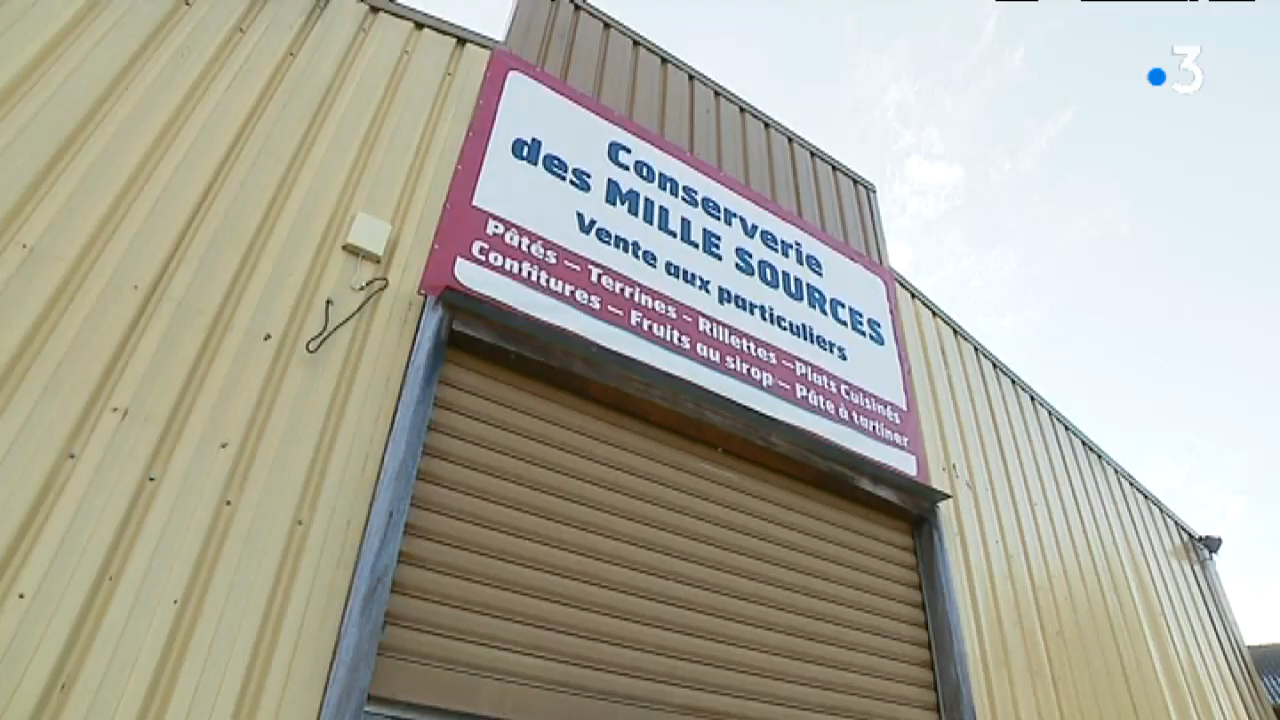 3
Conserverie
des MILLE SOURCES
Vente aux particuliers
Pâtés - Terrines - Rillettes - Plats Cuisinés
Confitures - Fruits au sirop - Pâte à tartiner